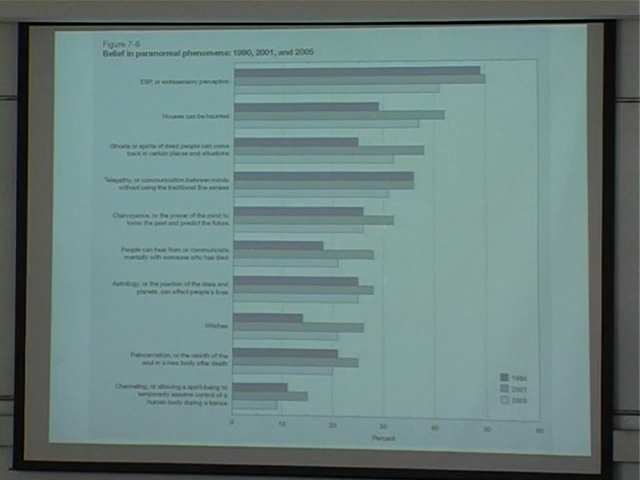 Figure 7-8
Belief in paranormal phenomena: 1990, 2001, and 2005
ESP, or extrasensory perception
Houses can be haunted
Ghosts or spirits of dead people can come
back in certain places and situations
Telepathy, or communication between minds
without using the traditional five senses
Clairvoyance, or the power of the mind to
know the past and predict the future
People can hear from or communicate
mentally with someone who has died
Astrology, or the position of the stars and
planets, can affect people's lives
Witches
Reincarnation, or the rebirth of the
soul in a new body after death
Channeling, or allowing a spirit-being to
temporarily assume control of a
human body during a trance
1990
2001
2005
0 10 20 30 40 50 60
Percent